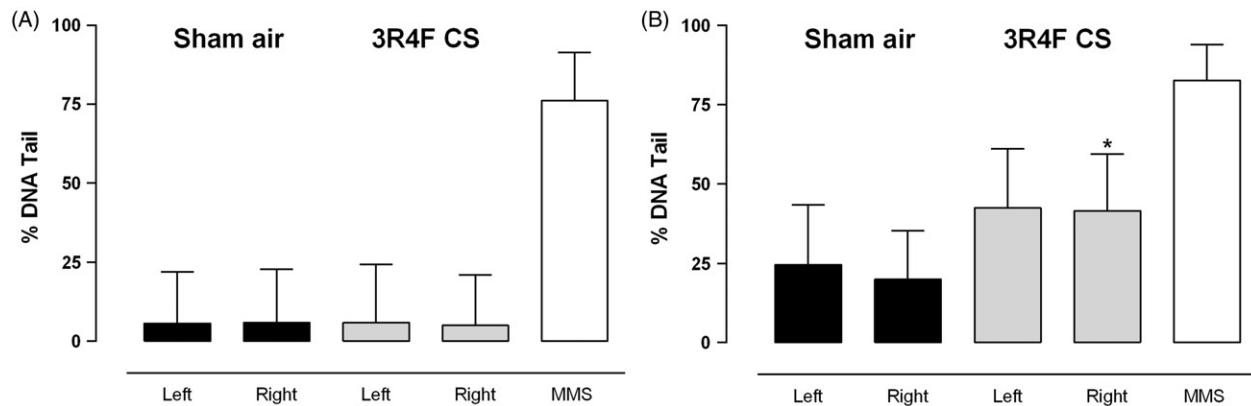 (A)
% DNA Tail
100
75
50
25
0
Sham air 3R4F CS
Left Right Left Right MMS
(B)
% DNA Tail
100
75
50
25
0
Sham air 3R4F CS
*
Left Right Left Right MMS